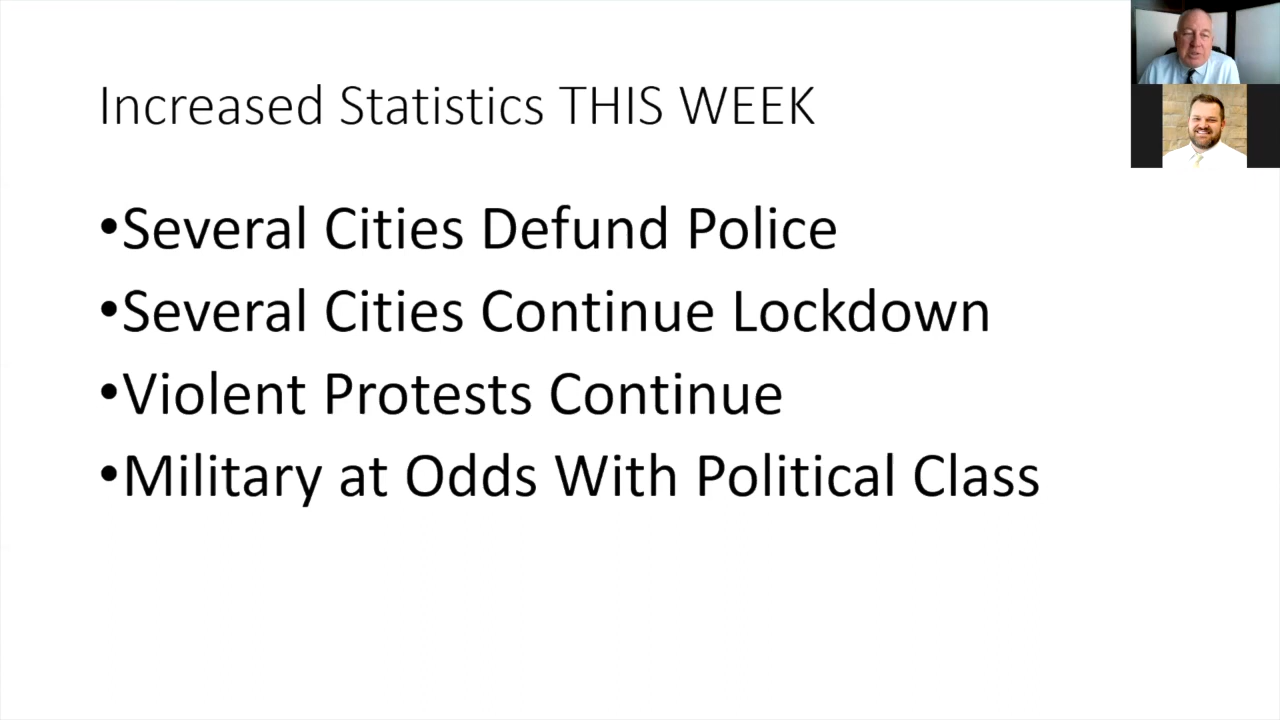 Increased Statistics THIS WEEK
•Several Cities Defund Police
•Several Cities Continue Lockdown
•Violent Protests Continue
•Military at Odds With Political Class